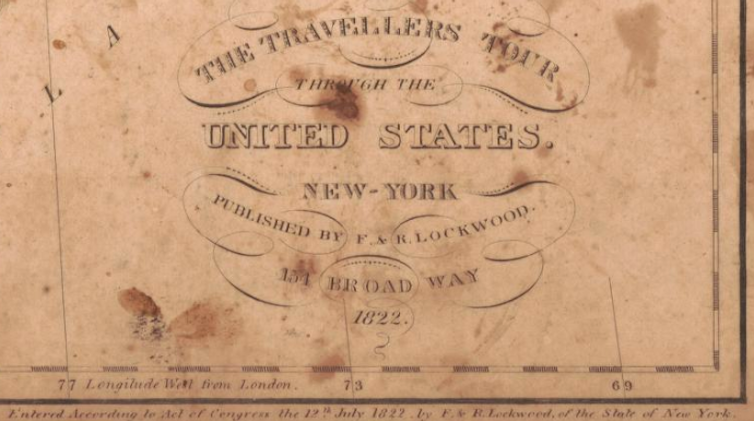 A
L
THE TRAVELLERS TOUR
THROUGH THE
UNITED STATES.
NEW-YORK
PUBLISHED BY F. & R. LOCKWOOD.
154 BROAD WAY
1822.
77 Longitude West from London. 73 69
Entered According to Act of Congress the 12th July 1822 by F. & R. Lockwood, of the State of New York.